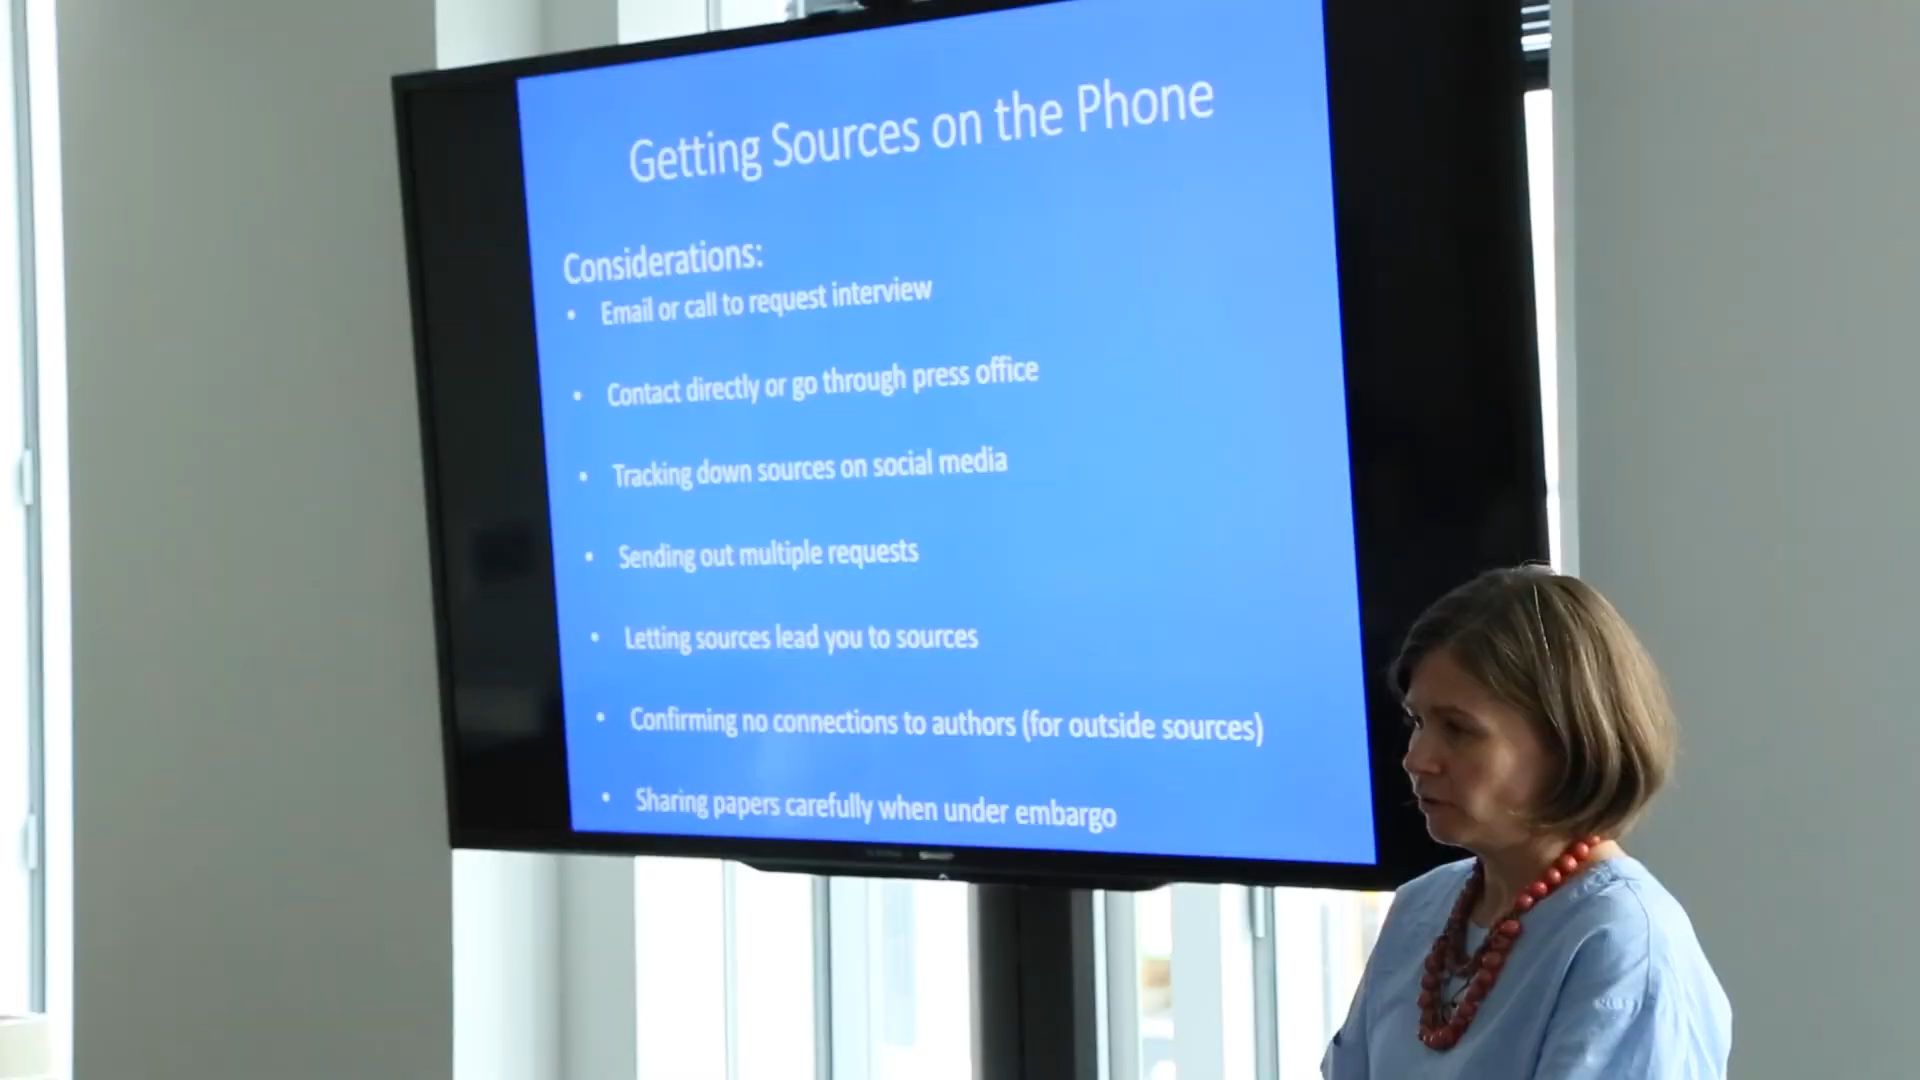 Getting Sources on the Phone
Considerations:
• Email or call to request interview
• Contact directly or go through press office
• Tracking down sources on social media
• Sending out multiple requests
• Letting sources lead you to sources
• Confirming no connections to authors (for outside sources)
• Sharing papers carefully when under embargo